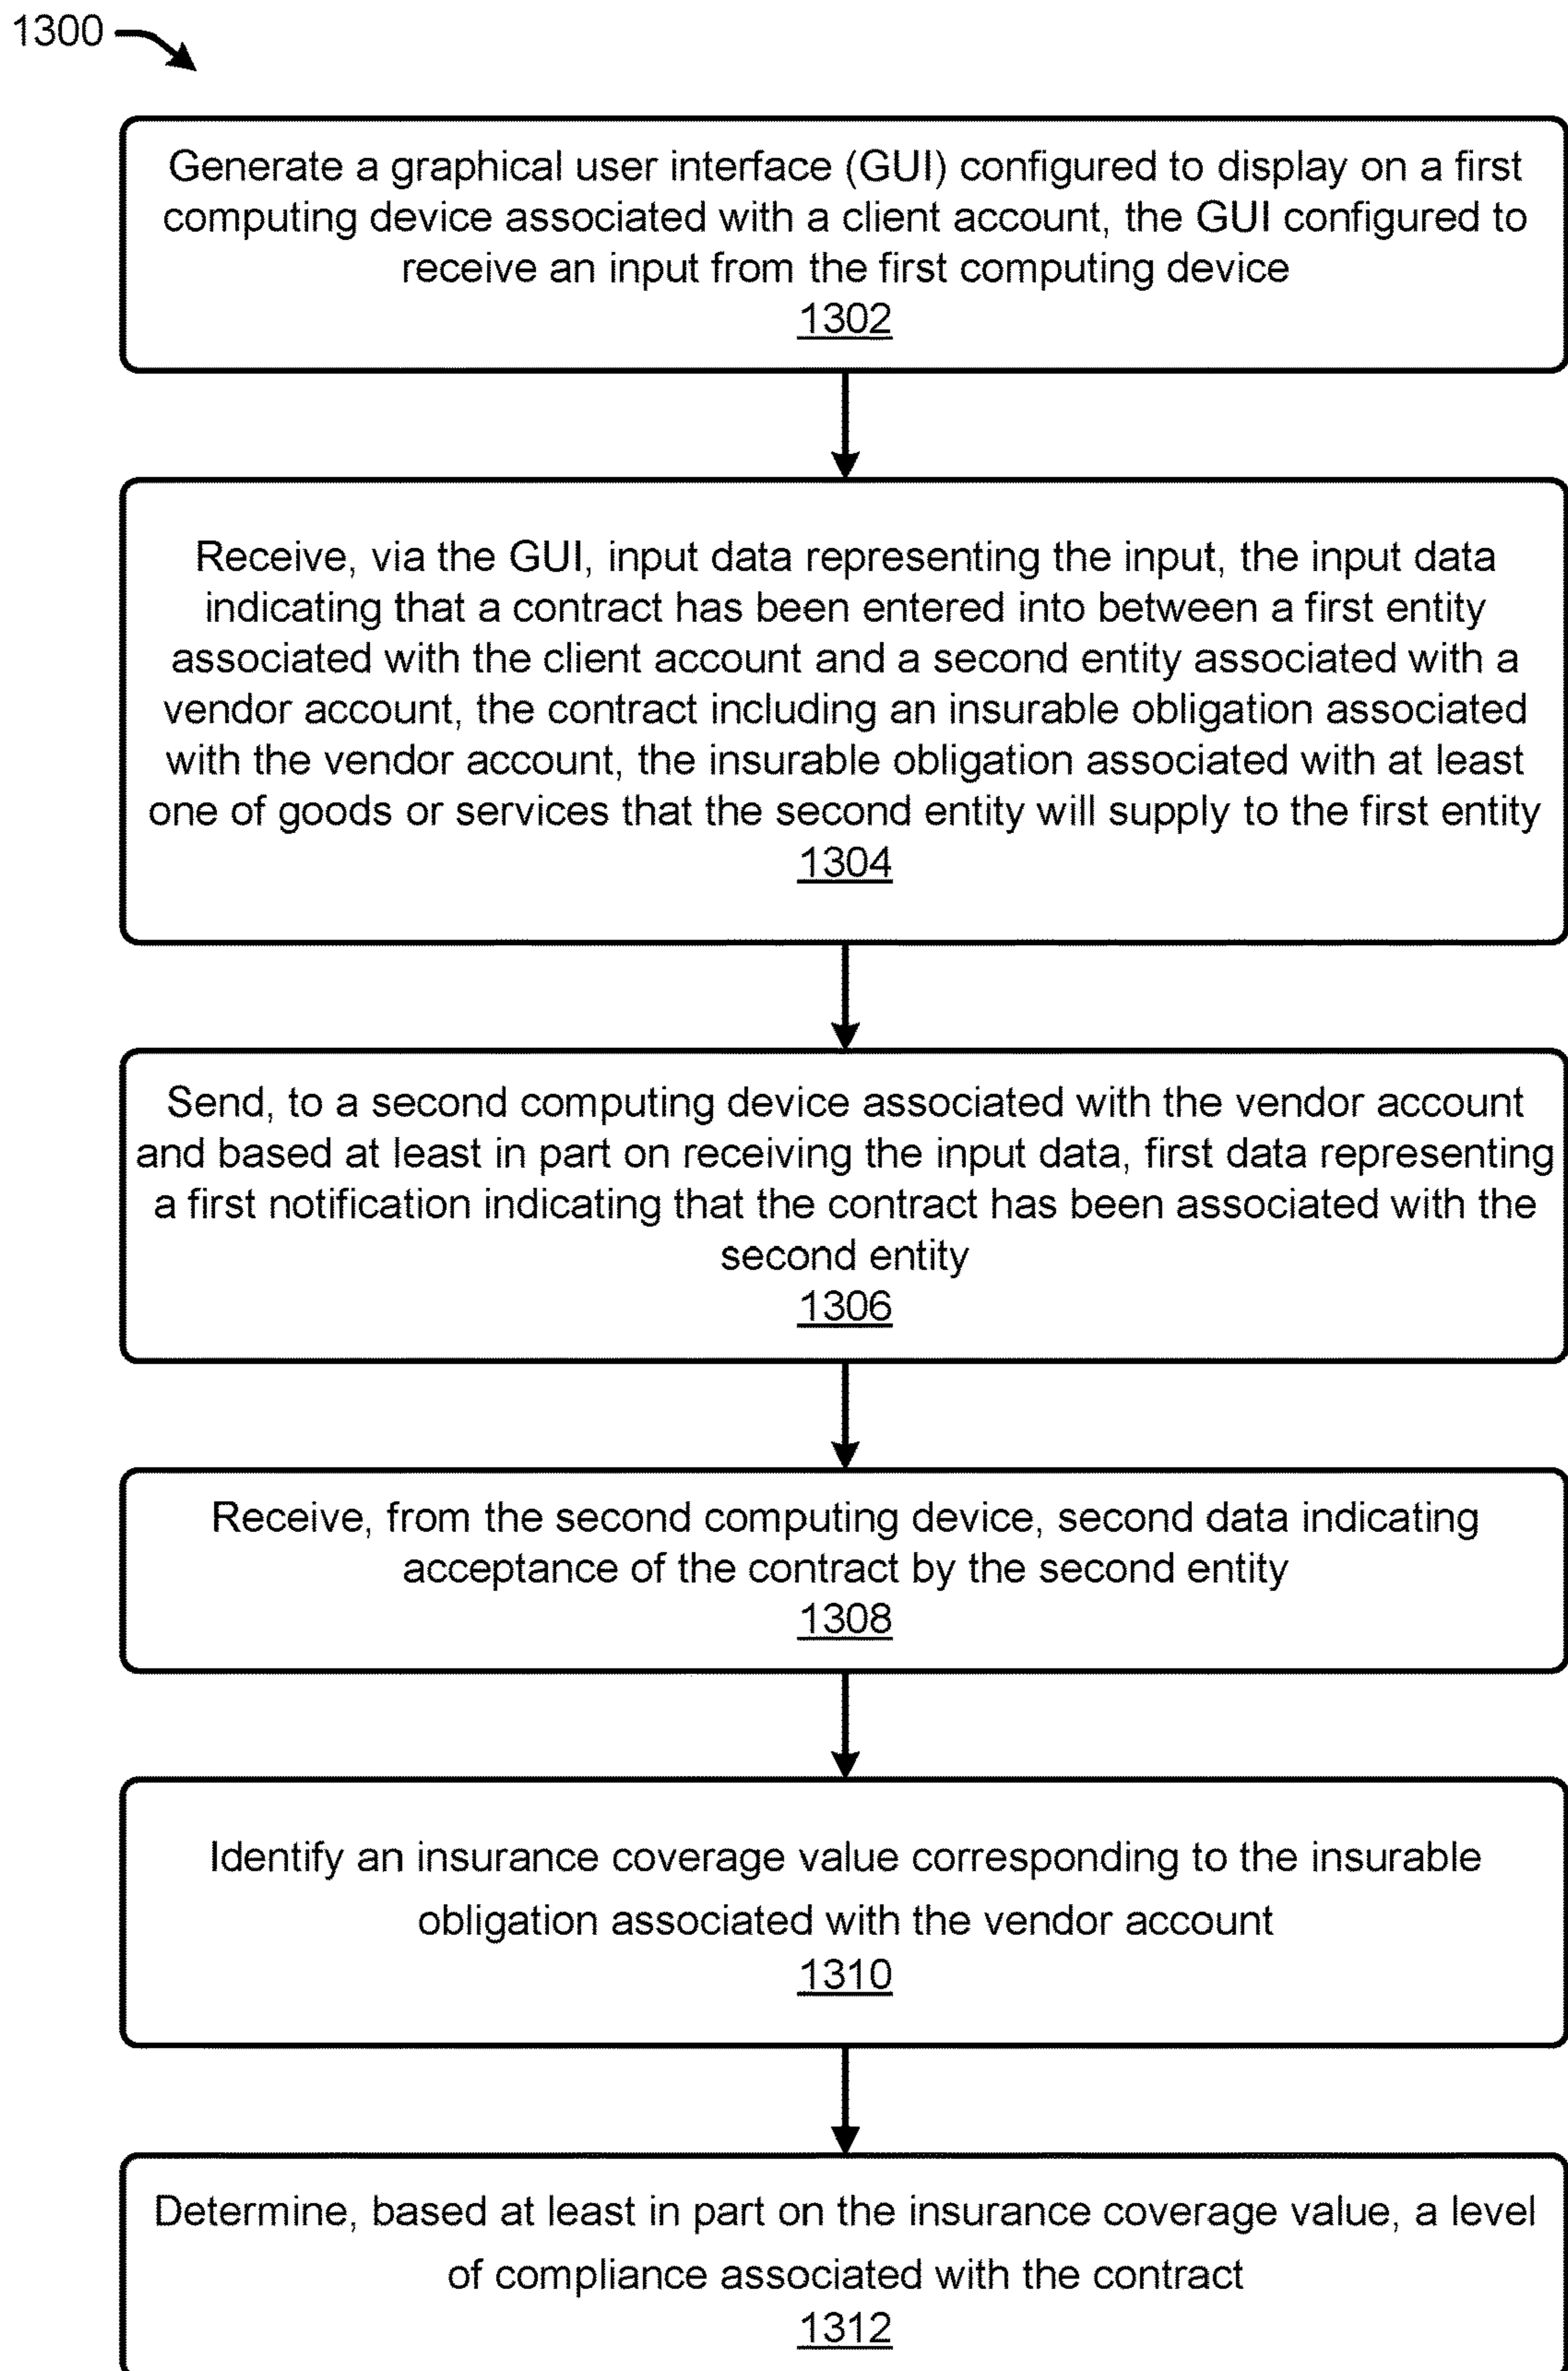 1300
Generate a graphical user interface (GUI) configured to display on a first
computing device associated with a client account, the GUI configured to
receive an input from the first computing device
1302
Receive, via the GUI, input data representing the input, the input data
indicating that a contract has been entered into between a first entity
associated with the client account and a second entity associated with a
vendor account, the contract including an insurable obligation associated
with the vendor account, the insurable obligation associated with at least
one of goods or services that the second entity will supply to the first entity
1304
Send, to a second computing device associated with the vendor account
and based at least in part on receiving the input data, first data representing
a first notification indicating that the contract has been associated with the
second entity
1306
Receive, from the second computing device, second data indicating
acceptance of the contract by the second entity
1308
Identify an insurance coverage value corresponding to the insurable
obligation associated with the vendor account
1310
Determine, based at least in part on the insurance coverage value, a level
of compliance associated with the contract
1312